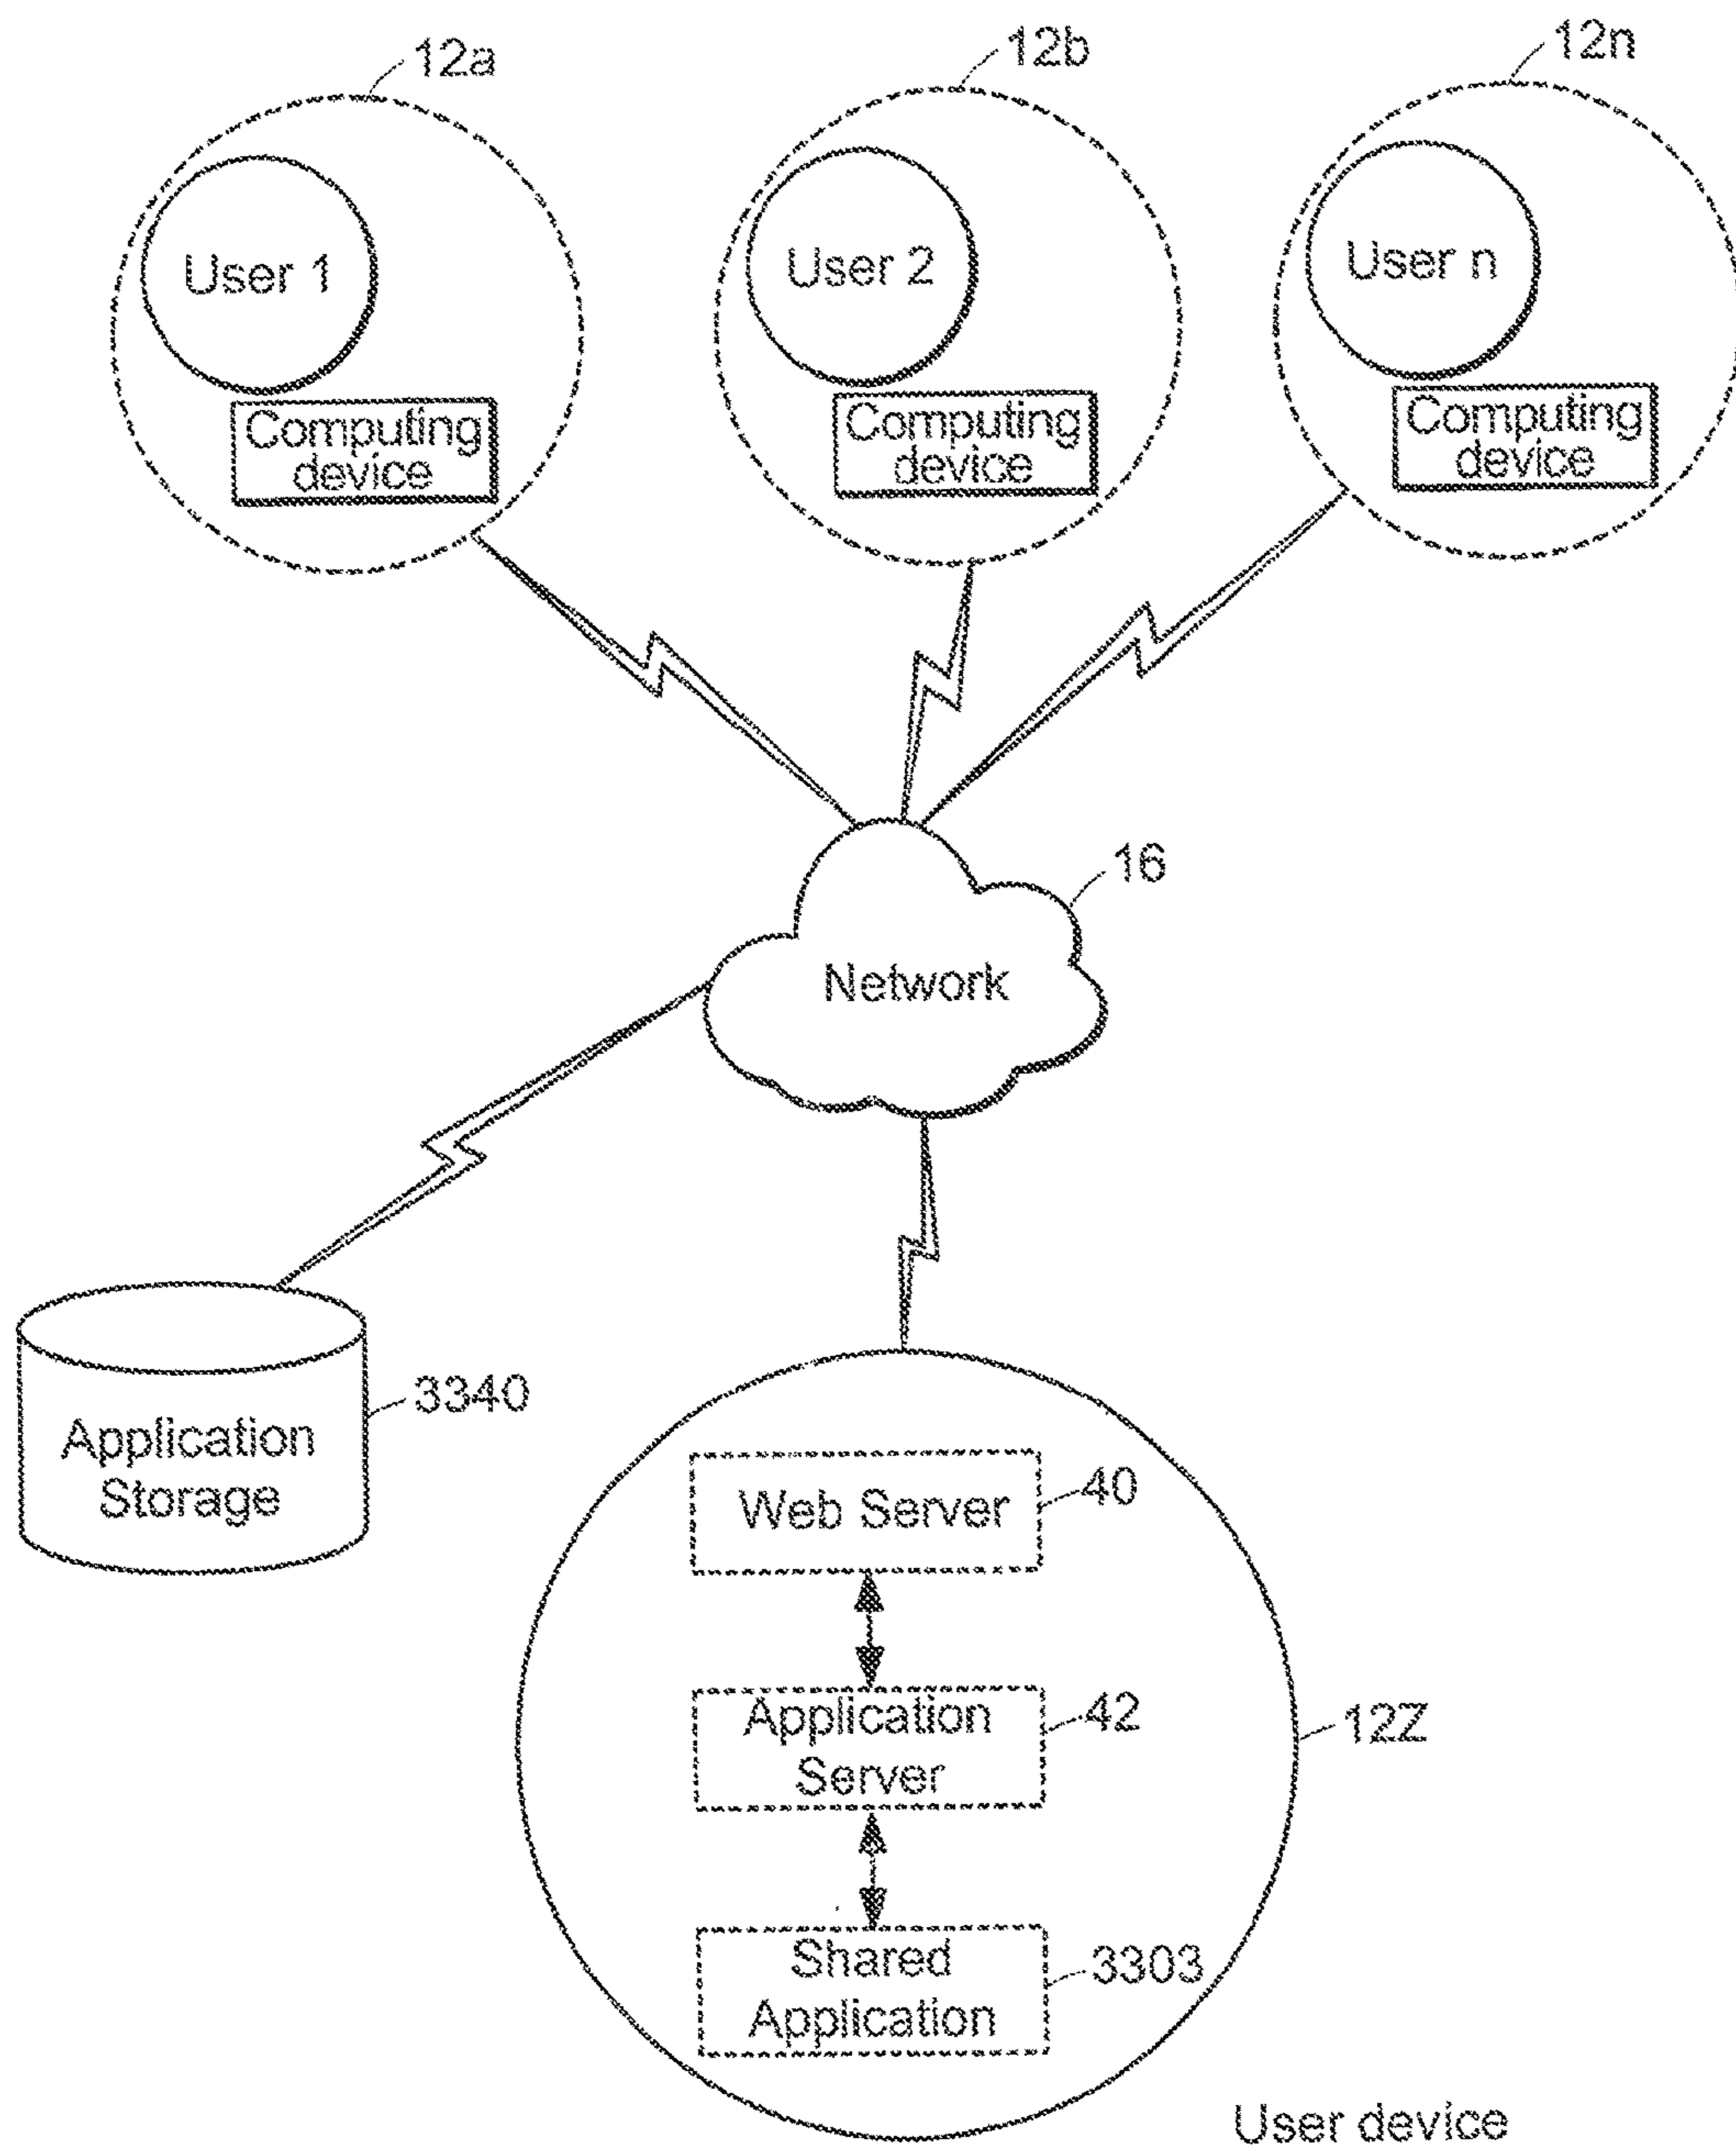 12a
12b
12n
User 1
User 2
User n
Computing
device
Computing
device
Computing
device
16
Network
3340
Application
Storage
Web Server
40
Application
Server
42
12Z
Shared
Application
3303
User device